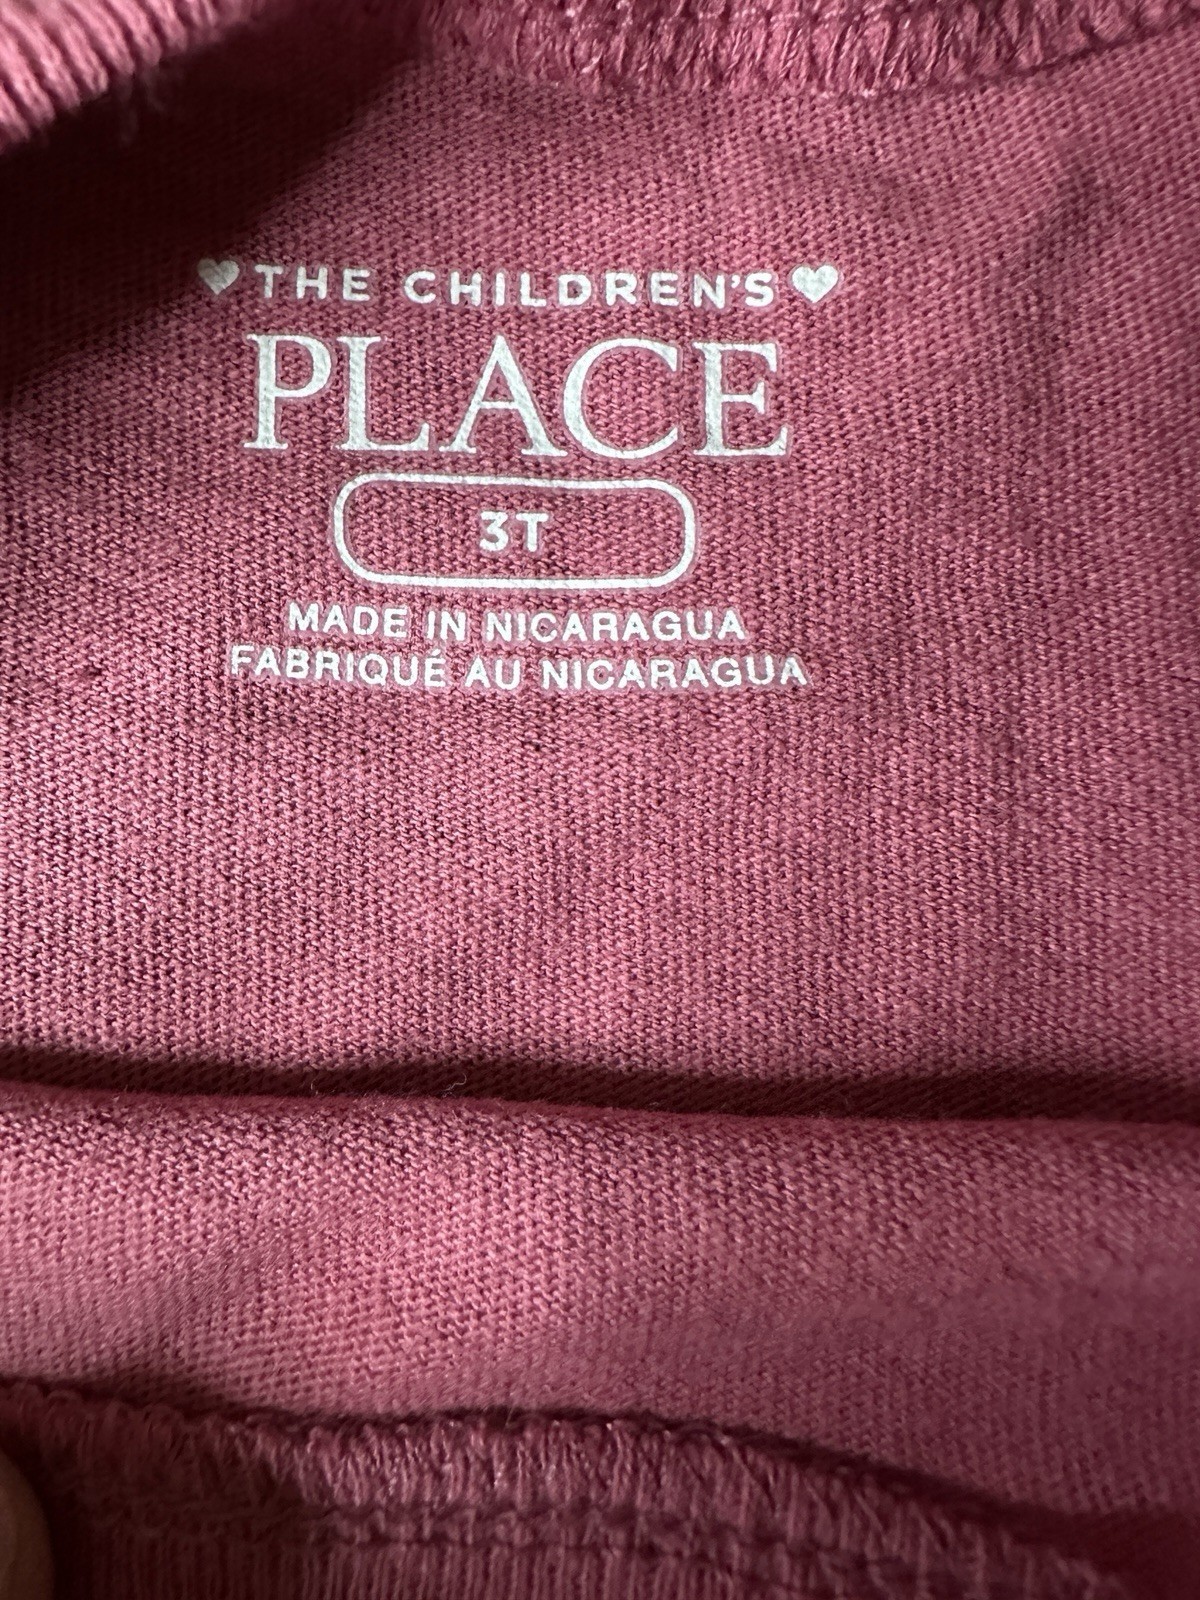 THE CHILDREN'S
PLACE
3T
MADE IN NICARAGUA
FABRIQUÉ AU NICARAGUA